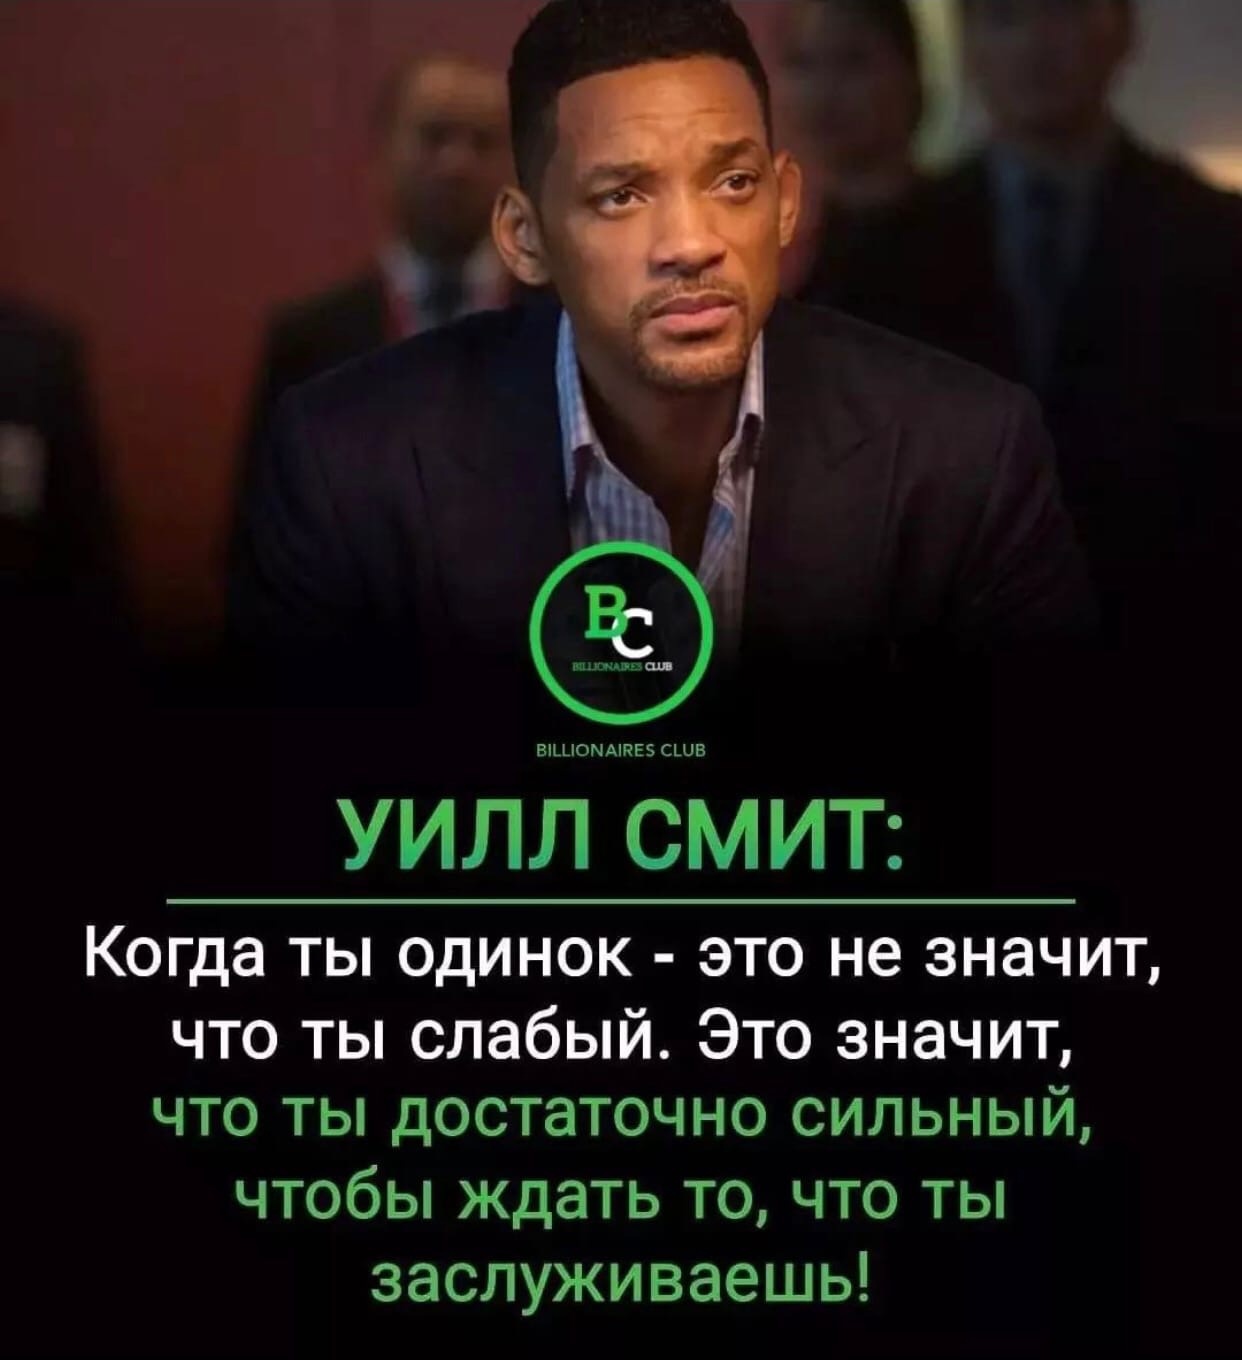 BC
BILLIONAIRES CLUB
BILLIONAIRES CLUB
УИЛЛ СМИТ:
Когда ты одинок - это не значит,
что ты слабый. Это значит,
что ты достаточно сильный,
чтобы ждать то, что ты
заслуживаешь!